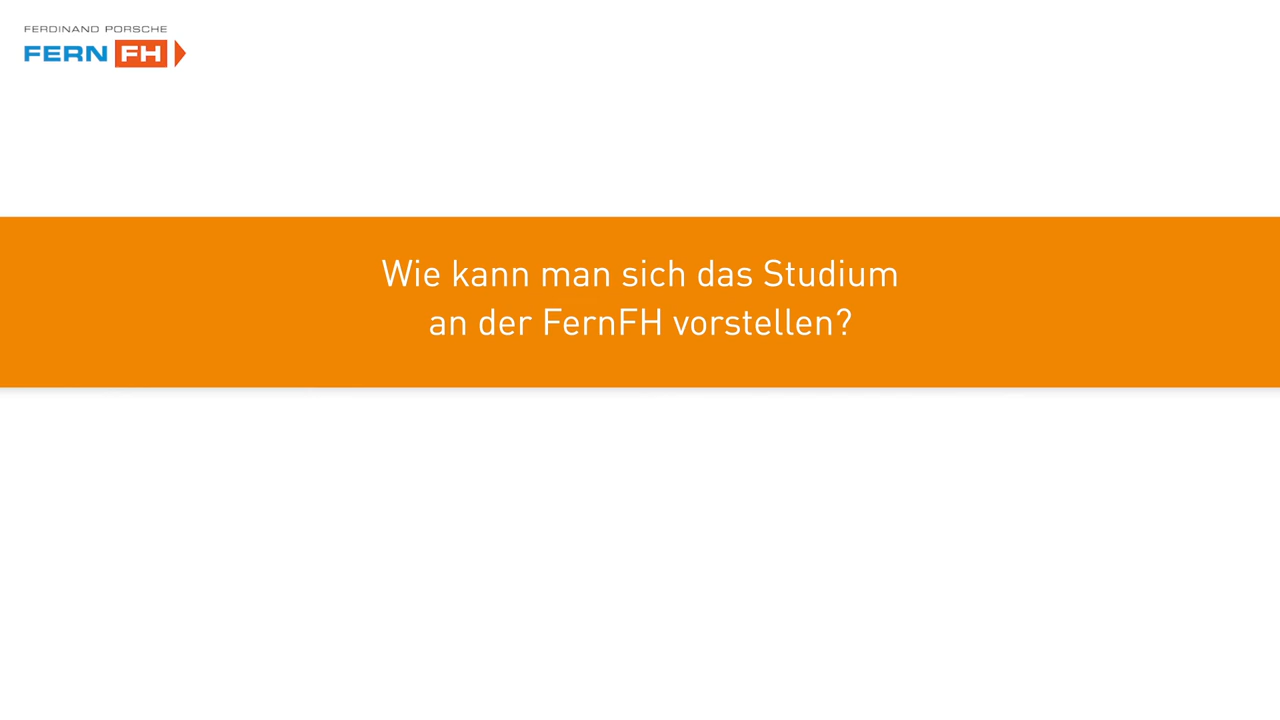 FERDINAND PORSCHE
FERN FH
Wie kann man sich das Studium
an der FernFH vorstellen?